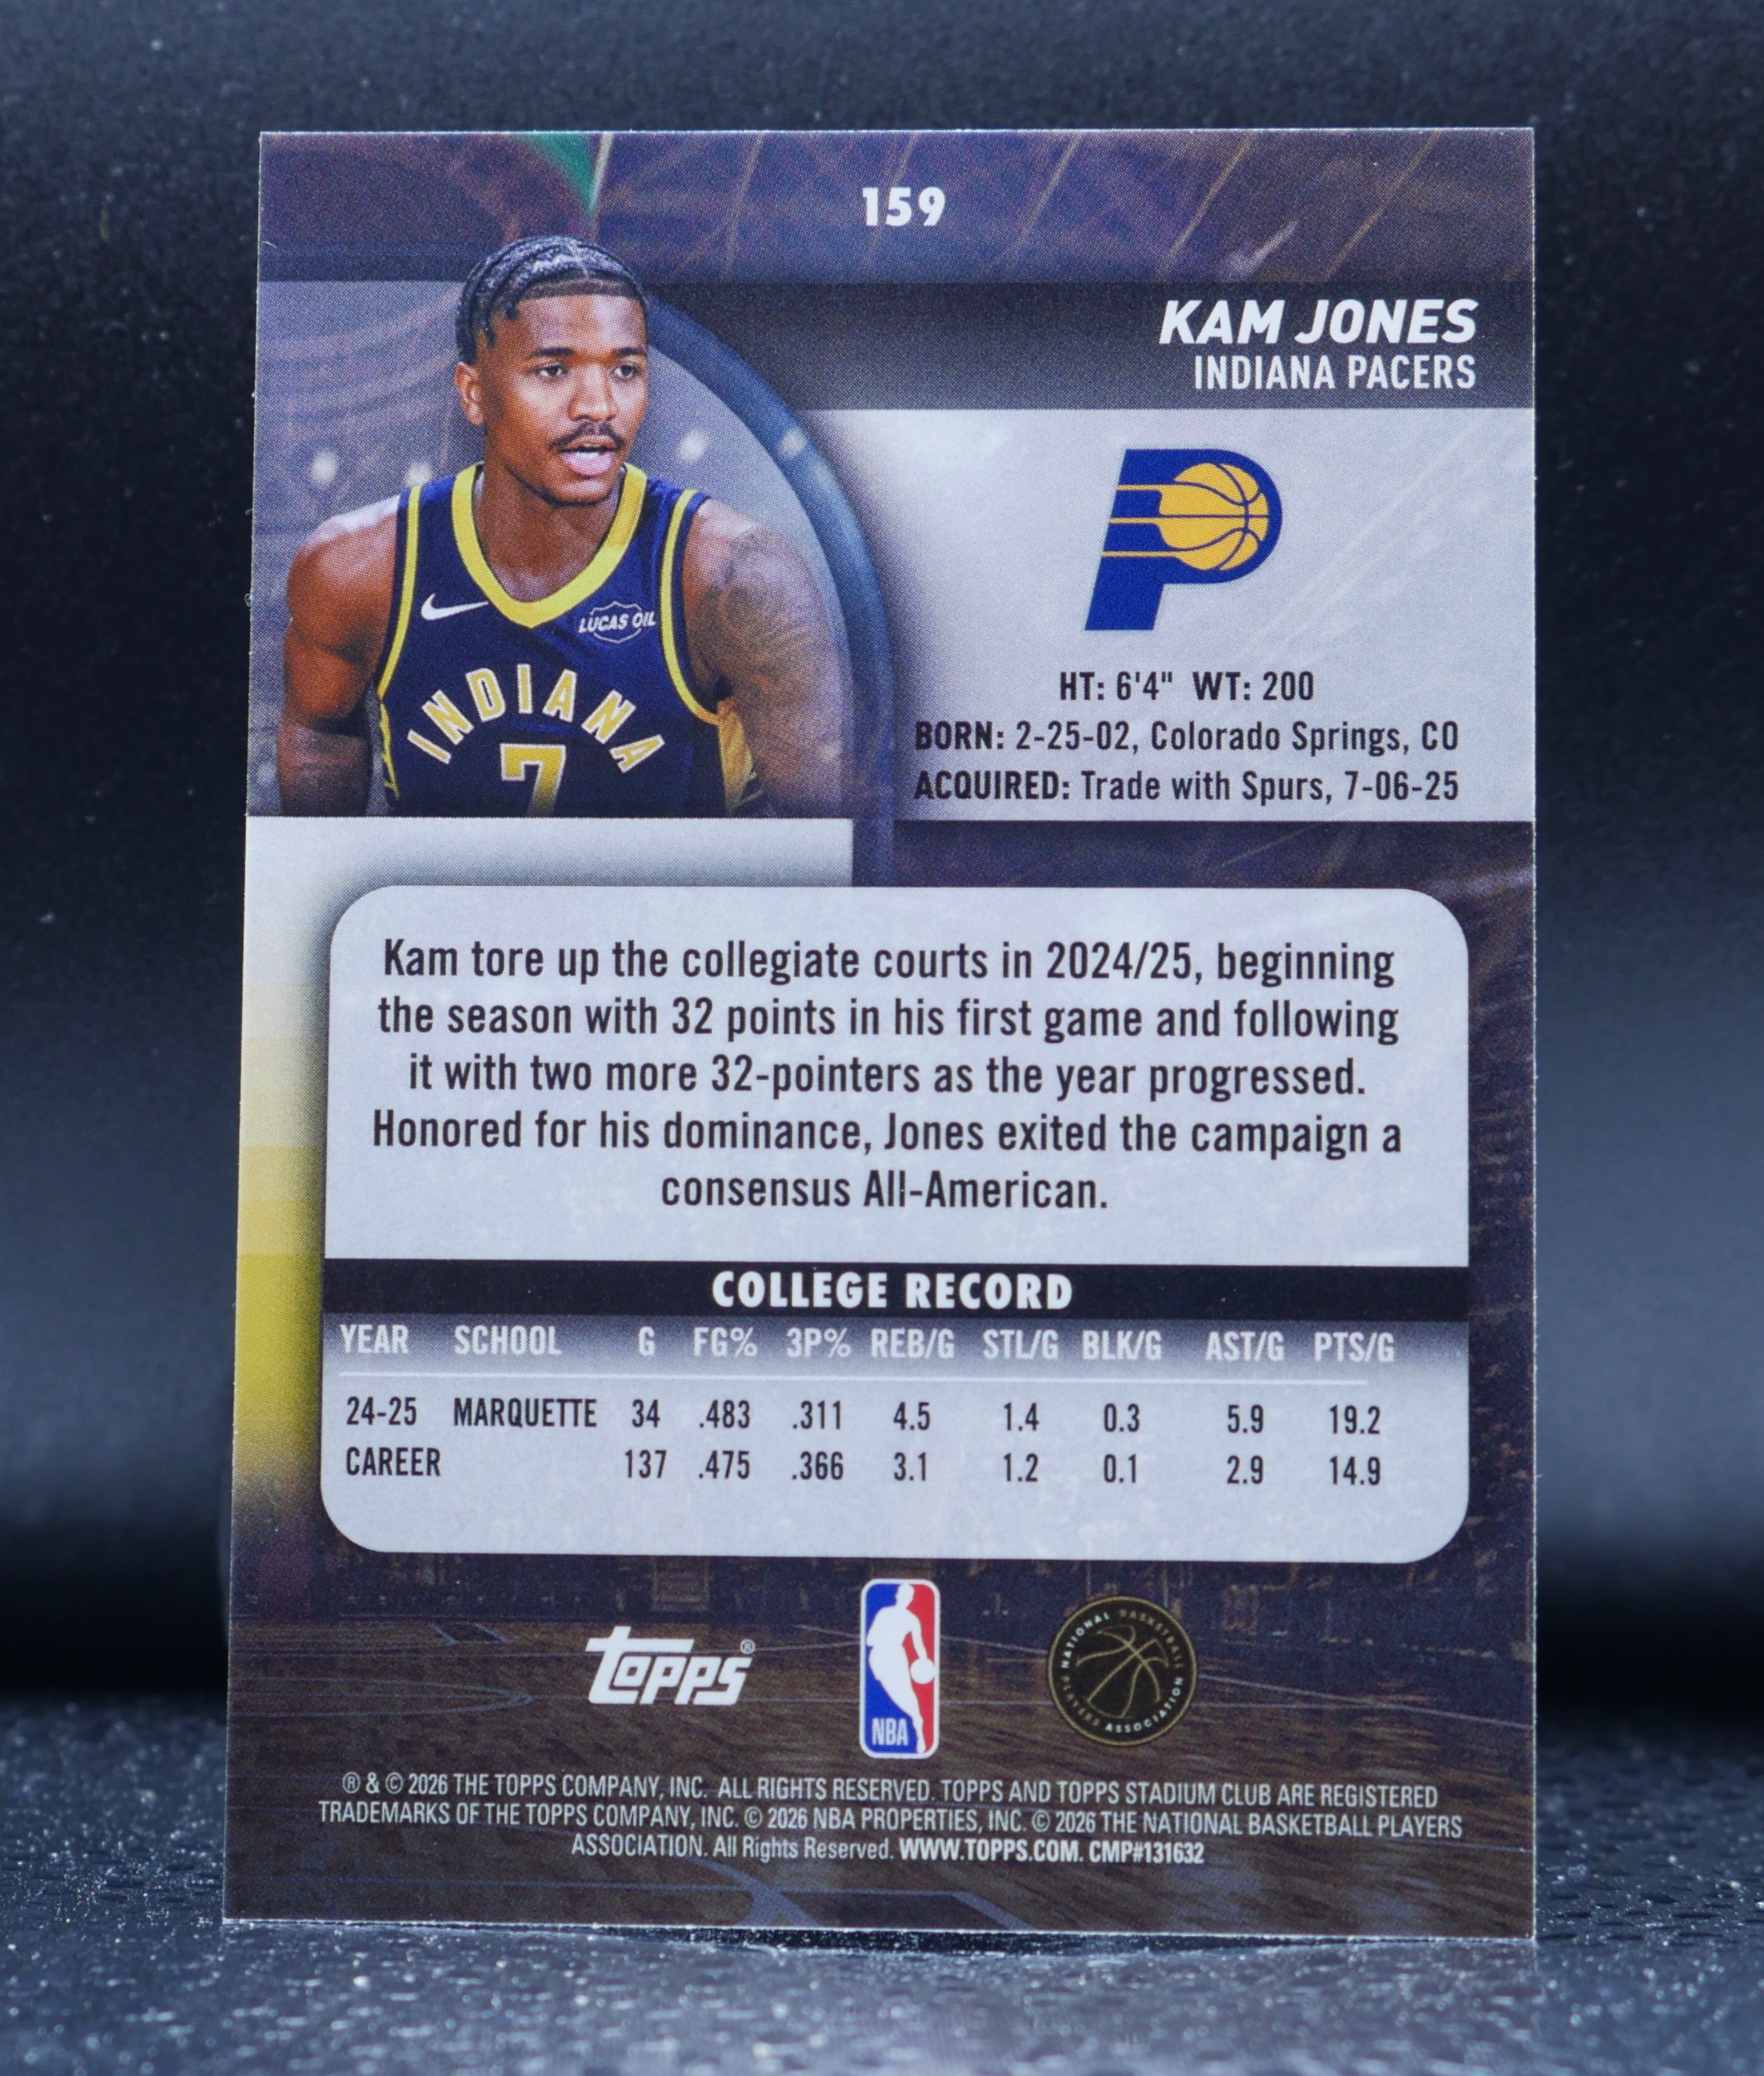 159
KAM JONES
INDIANA PACERS
LUCAS OIL
INDIANA
7
HT: 6'4" WT: 200
BORN: 2-25-02, Colorado Springs, CO
ACQUIRED: Trade with Spurs, 7-06-25
Kam tore up the collegiate courts in 2024/25, beginning
the season with 32 points in his first game and following
it with two more 32-pointers as the year progressed.
Honored for his dominance, Jones exited the campaign a
consensus All-American.
COLLEGE RECORD
YEAR SCHOOL G FG% 3P% REB/G STL/G BLK/G AST/G PTS/G
24-25 MARQUETTE 34 .483 .311 4.5 1.4 0.3 5.9 19.2
CAREER 137 .475 .366 3.1 1.2 0.1 2.9 14.9
Topps®
NBA
NATIONAL BASKETBALL PLAYERS ASSOCIATION
® & © 2026 THE TOPPS COMPANY, INC. ALL RIGHTS RESERVED. TOPPS AND TOPPS STADIUM CLUB ARE REGISTERED
TRADEMARKS OF THE TOPPS COMPANY, INC. © 2026 NBA PROPERTIES, INC. © 2026 THE NATIONAL BASKETBALL PLAYERS
ASSOCIATION. All Rights Reserved. WWW.TOPPS.COM. CMP#131632